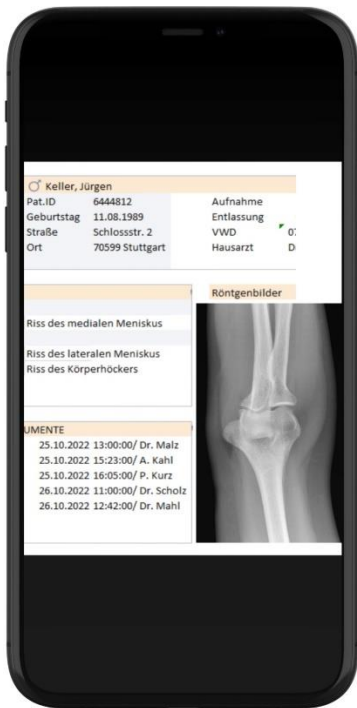 ♂ Keller, Jürgen
Pat.ID 6444812 Aufnahme
Geburtstag 11.08.1989 Entlassung
Straße Schlossstr. 2 VWD 07
Ort 70599 Stuttgart Hausarzt D
Röntgenbilder
Riss des medialen Meniskus
Riss des lateralen Meniskus
Riss des Körperhöckers
UMENTE
25.10.2022 13:00:00/ Dr. Malz
25.10.2022 15:23:00/ A. Kahl
25.10.2022 16:05:00/ P. Kurz
26.10.2022 11:00:00/ Dr. Scholz
26.10.2022 12:42:00/ Dr. Mahl